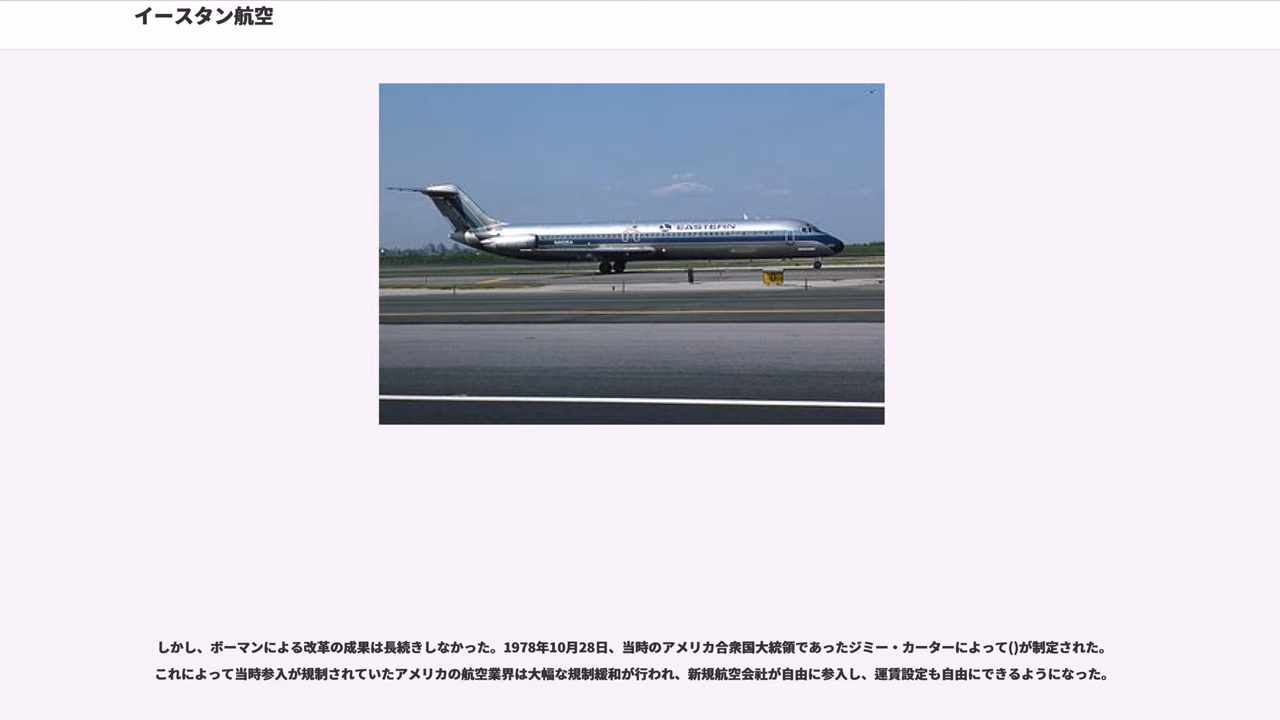 イースタン航空
EASTERN
しかし、ボーマンによる改革の成果は長続きしなかった。1978年10月28日、当時のアメリカ合衆国大統領であったジミー・カーターによって()が制定された。
これによって当時参入が規制されていたアメリカの航空業界は大幅な規制緩和が行われ、新規航空会社が自由に参入し、運賃設定も自由にできるようになった。